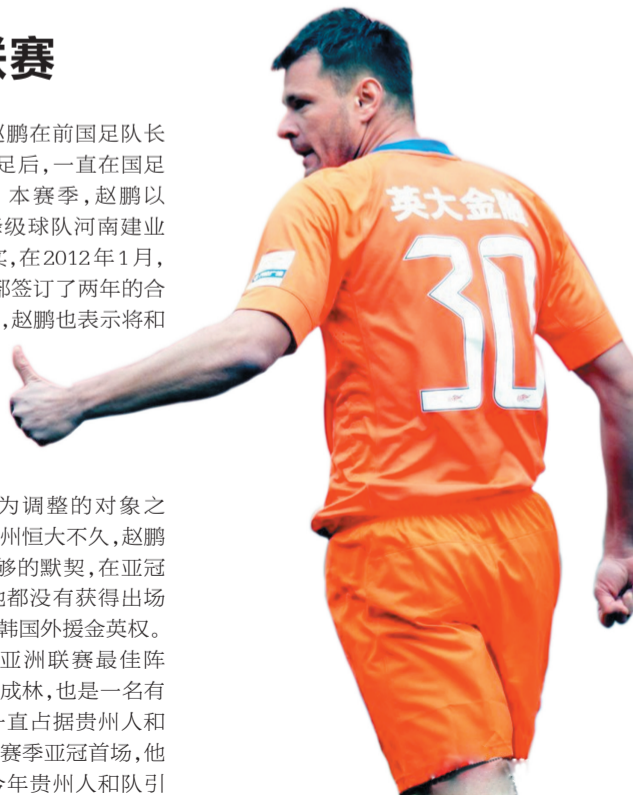 联赛
赵鹏在前国足队长
足后,一直在国足
本赛季,赵鹏以
级球队河南建业
实,在2012年1月,
部签订了两年的合
,赵鹏也表示将和
为调整的对象之
州恒大不久,赵鹏
够的默契,在亚冠
他都没有获得出场
韩国外援金英权。
亚洲联赛最佳阵
成林,也是一名有
一直占据贵州人和
赛季亚冠首场,他
今年贵州人和队引
英大金融
30